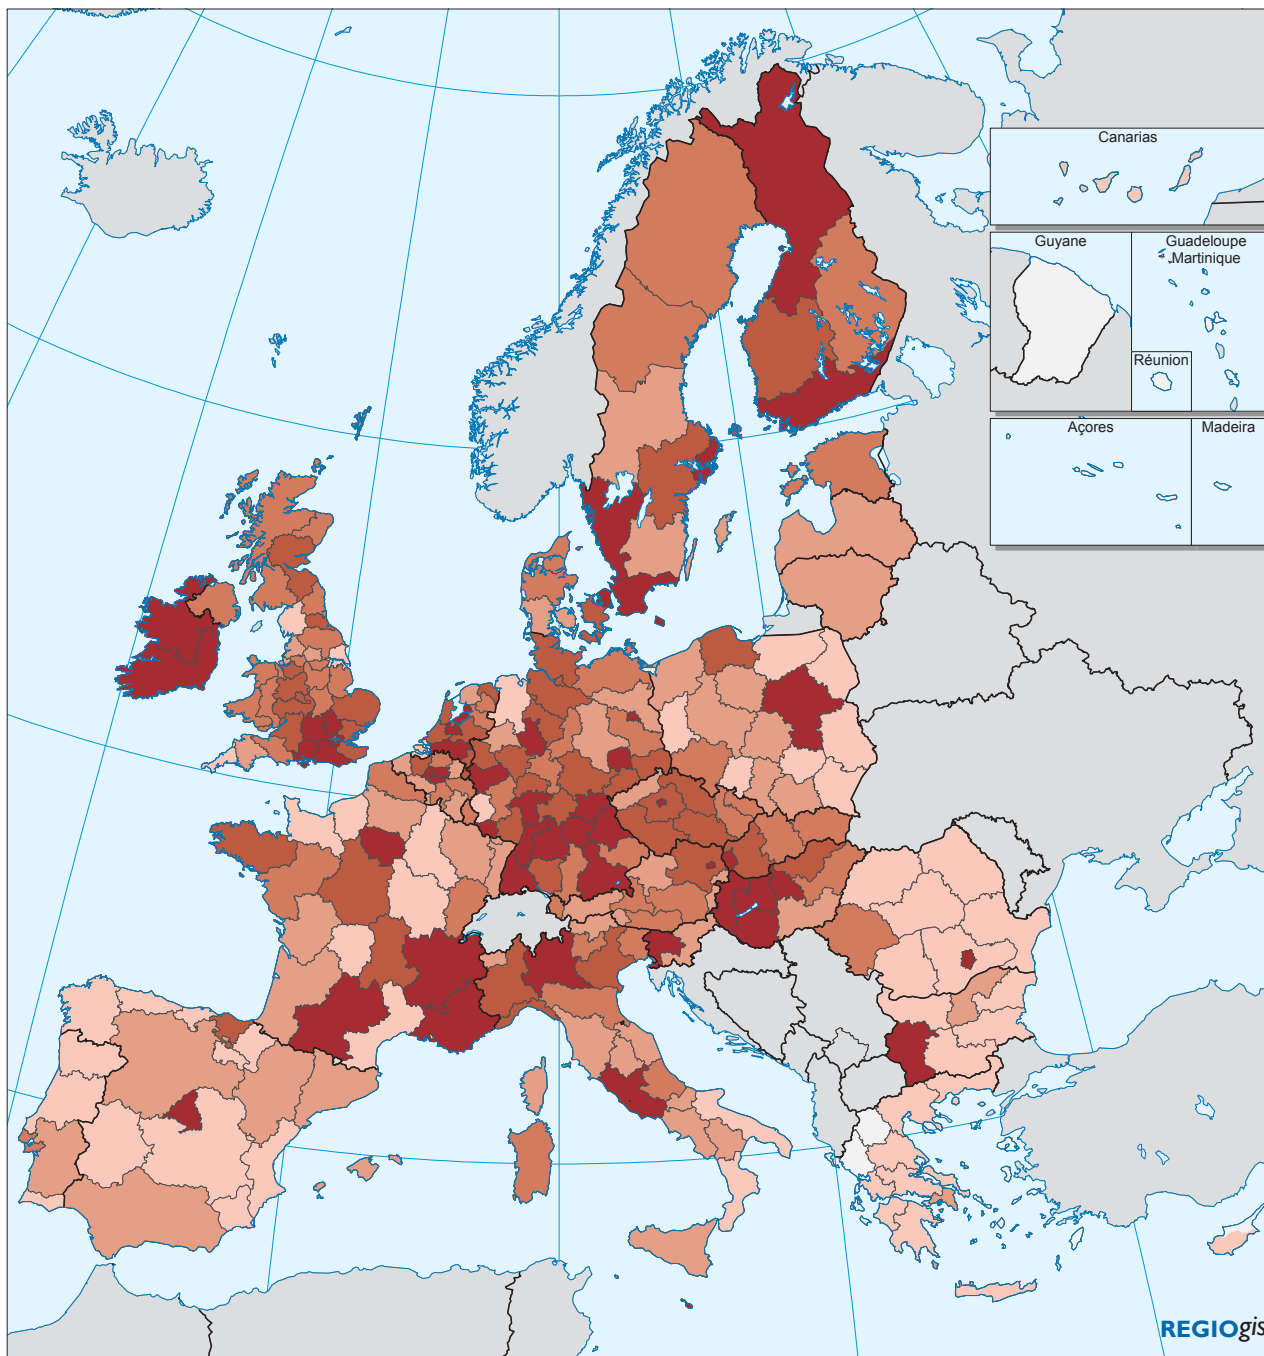 Canarias
Guyane
Guadeloupe
Martinique
Réunion
Açores
Madeira
REGIOgis